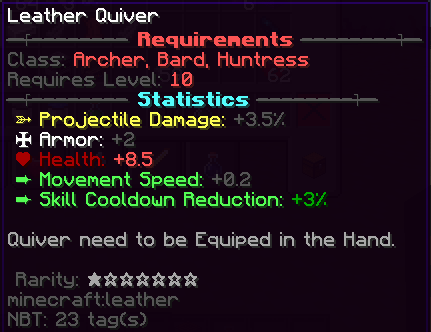 Leather Quiver
Requirements
Class: Archer, Bard, Huntress
Requires Level: 10
Statistics
➳ Projectile Damage: +3.5%
✠ Armor: +2
♥ Health: +8.5
➡ Movement Speed: +0.2
➡ Skill Cooldown Reduction: +3%
Quiver need to be Equiped in the Hand.
Rarity: ★☆☆☆☆☆☆
minecraft:leather
NBT: 23 tag(s)